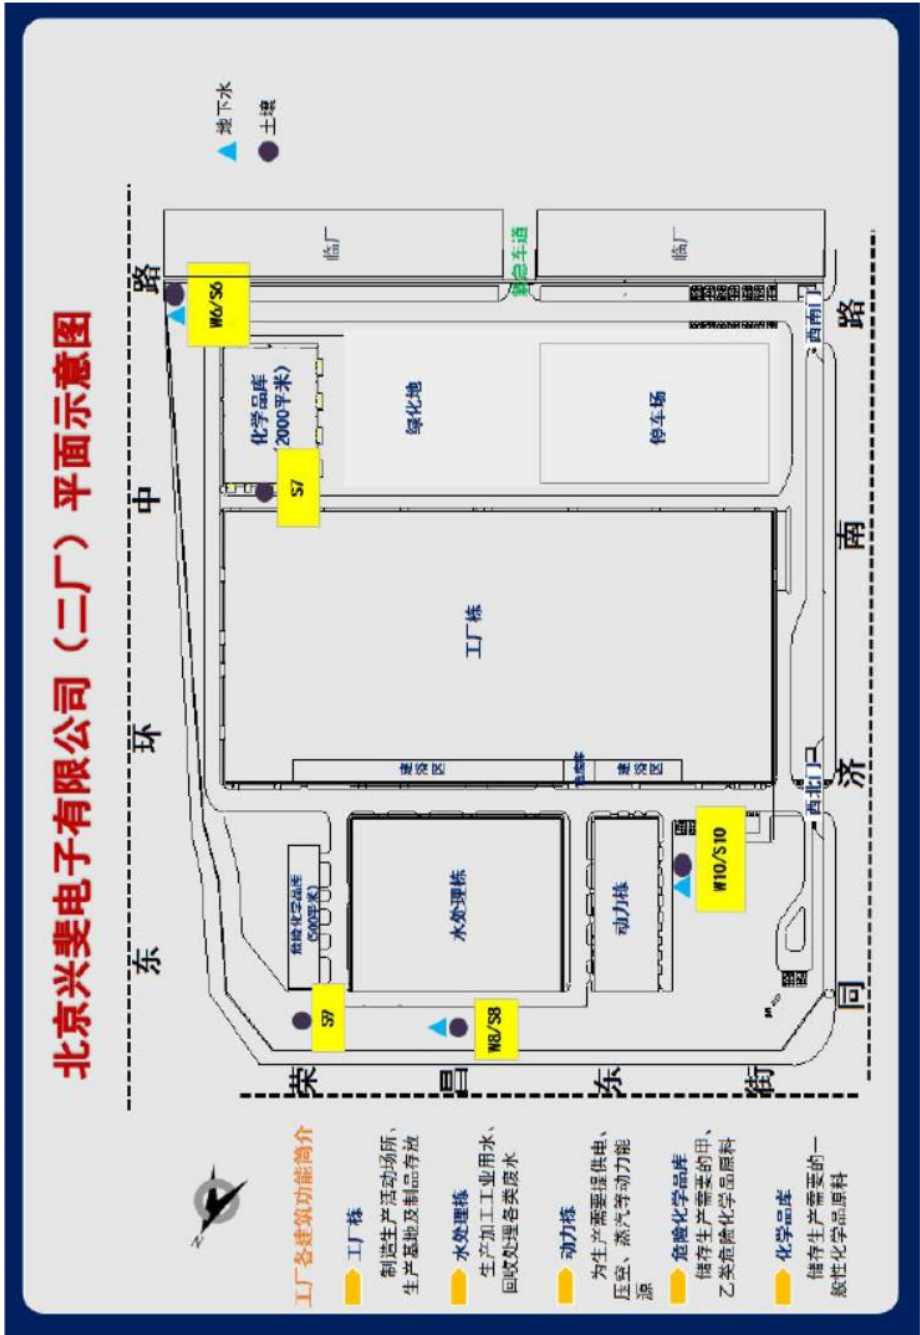 北京兴斐电子有限公司（二厂）平面示意图
东 环 中 路
地下水
土壤
工厂各建筑功能简介
工厂栋
制造生产活动场所、
生产基地及制品存放
水处理栋
生产加工工业用水、
回收处理各类废水
动力栋
为生产需要提供电、
压空、蒸汽等动力能
源
危险化学品库
储存生产需要的甲、
乙类危险化学品原料
化学品库
储存生产需要的一
般性化学品原料
荣 昌 东 街
S9
W8/S8
危险化学品库
(500平米)
水处理栋
动力栋
W10/S10
工厂栋
S7
化学品库
(2000平米)
W6/S6
绿化地
停车场
临厂
紧急车道
临厂
西北门
西南门
同 济 南 路
N